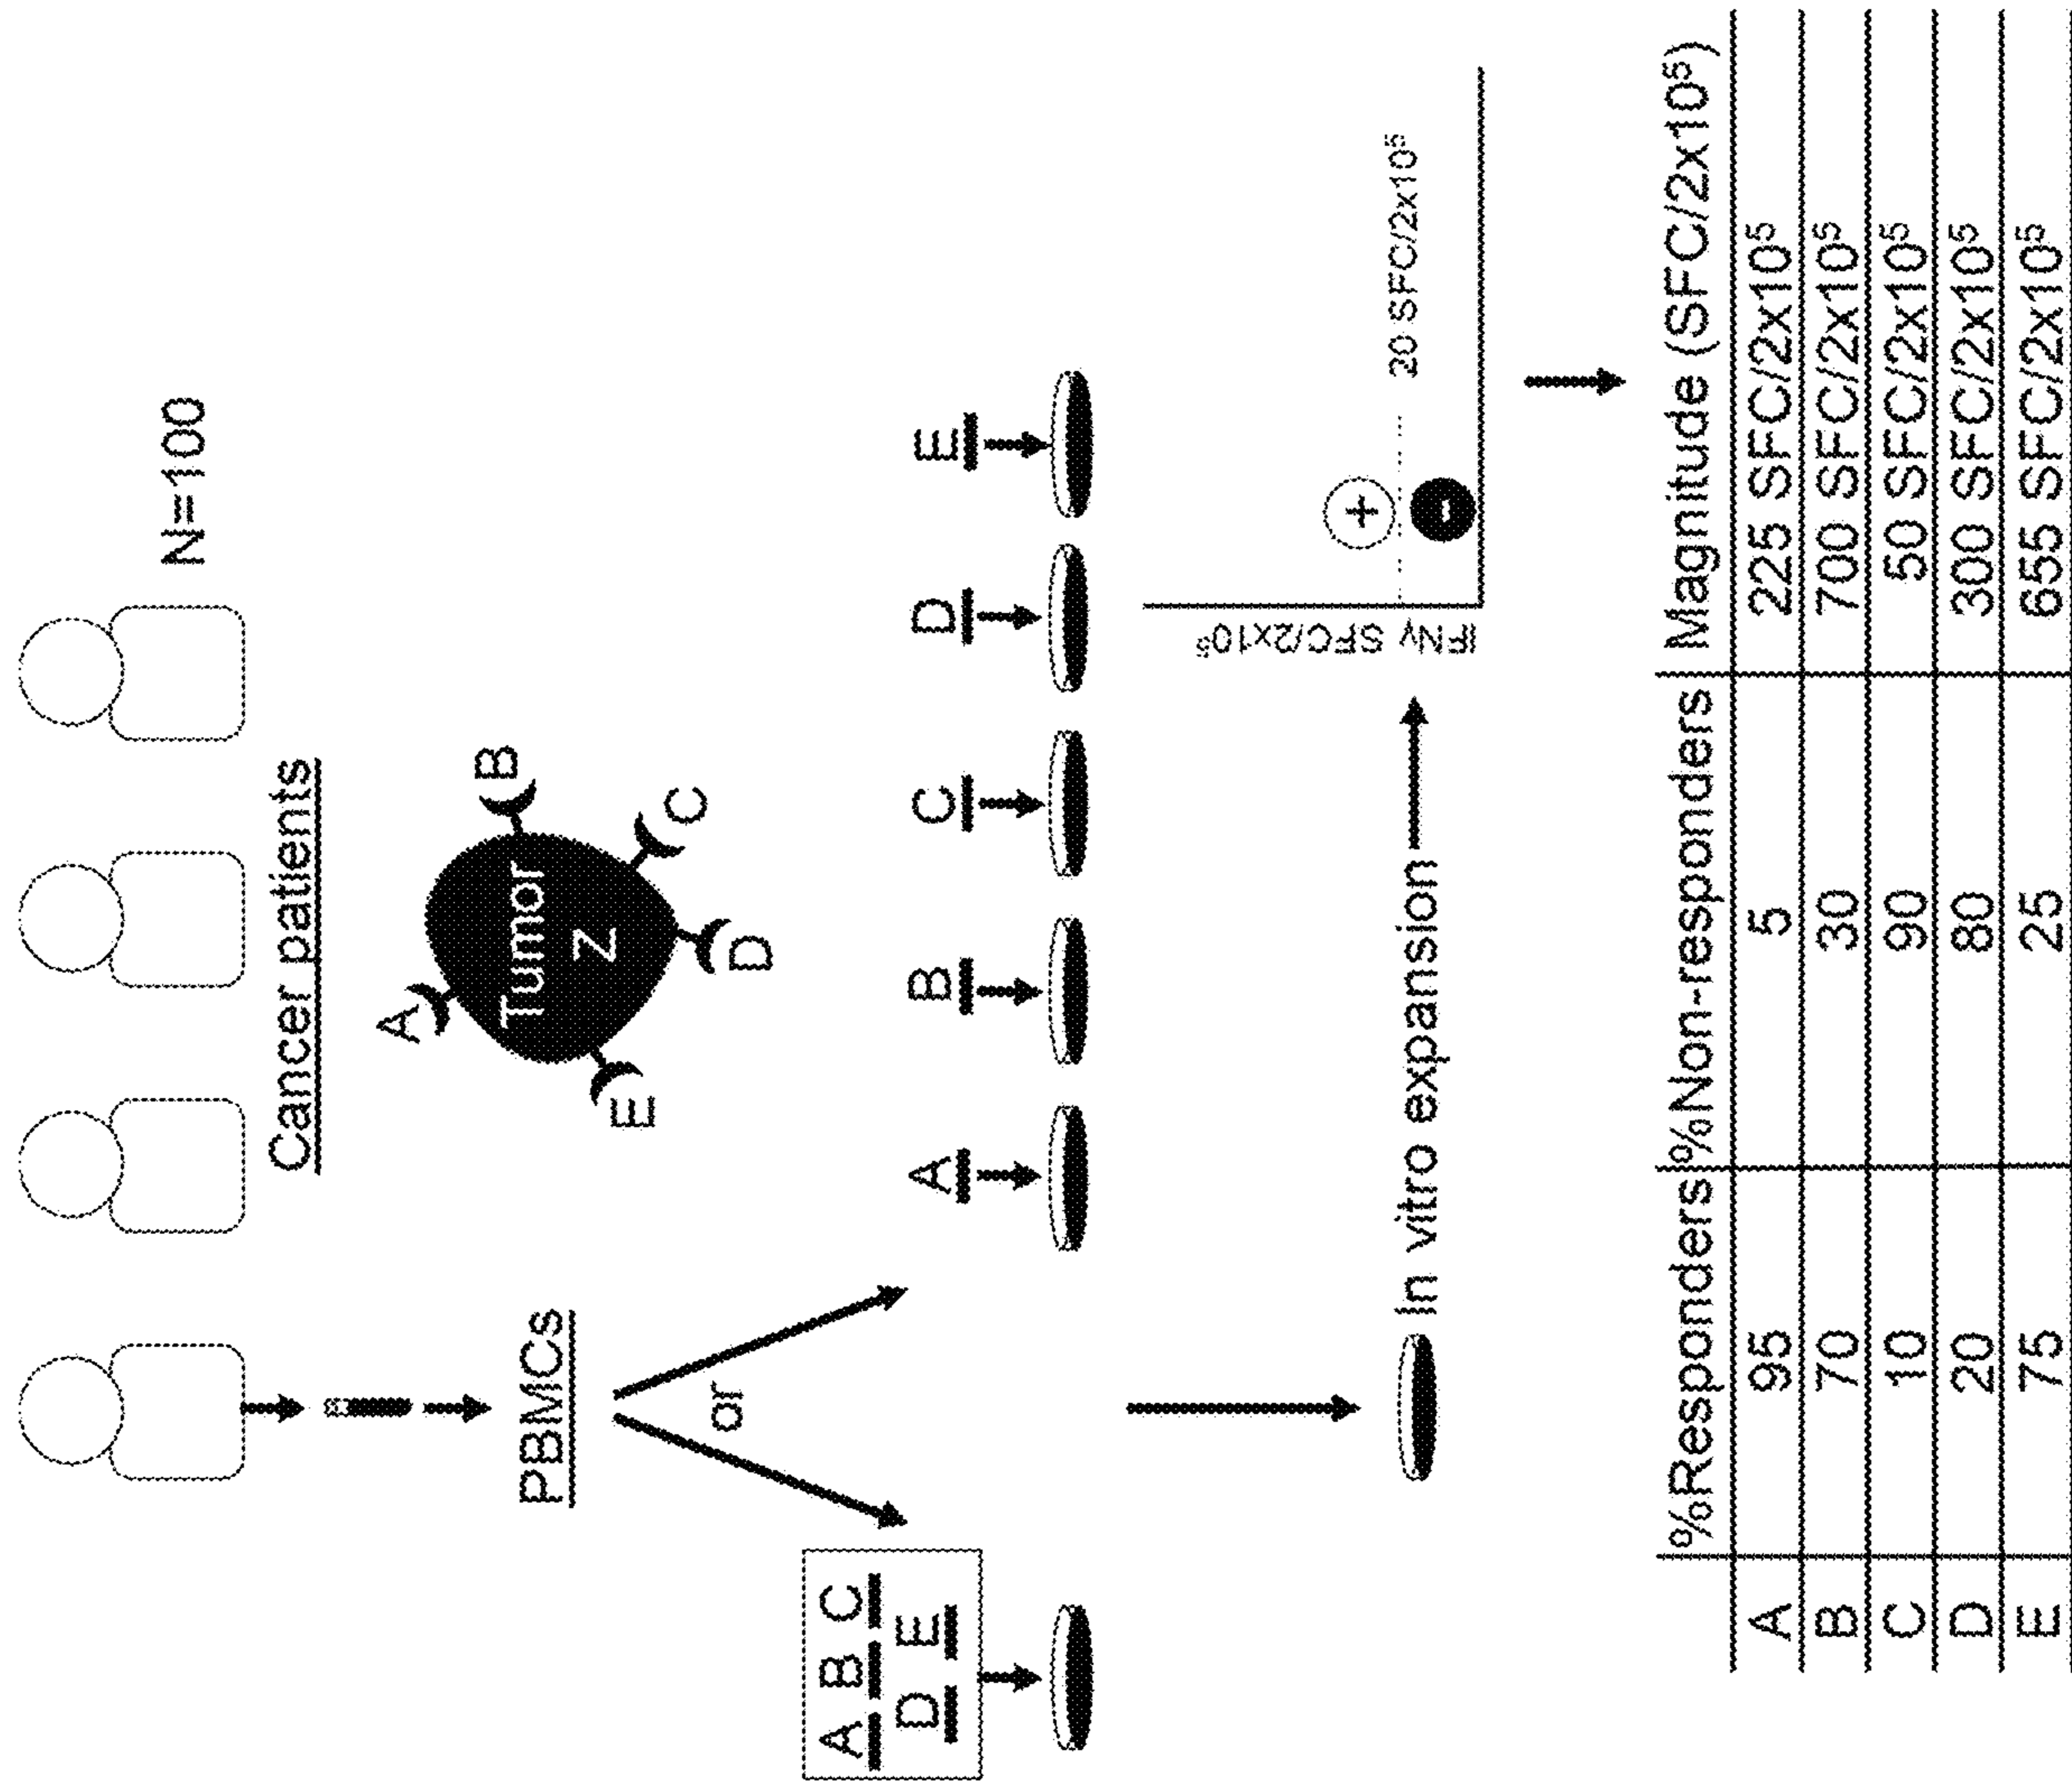 N=100
Cancer patients
PBMCs
A
B
Tumor
Z
E
C
D
or
A B C
D E
A
B
C
D
E
In vitro expansion
IFNγ SFC/2x10⁵
+
-
20 SFC/2x10⁵
%Responders %Non-responders Magnitude (SFC/2x10⁵)
A 95 5 225 SFC/2x10⁵
B 70 30 700 SFC/2x10⁵
C 10 90 50 SFC/2x10⁵
D 20 80 300 SFC/2x10⁵
E 75 25 655 SFC/2x10⁵